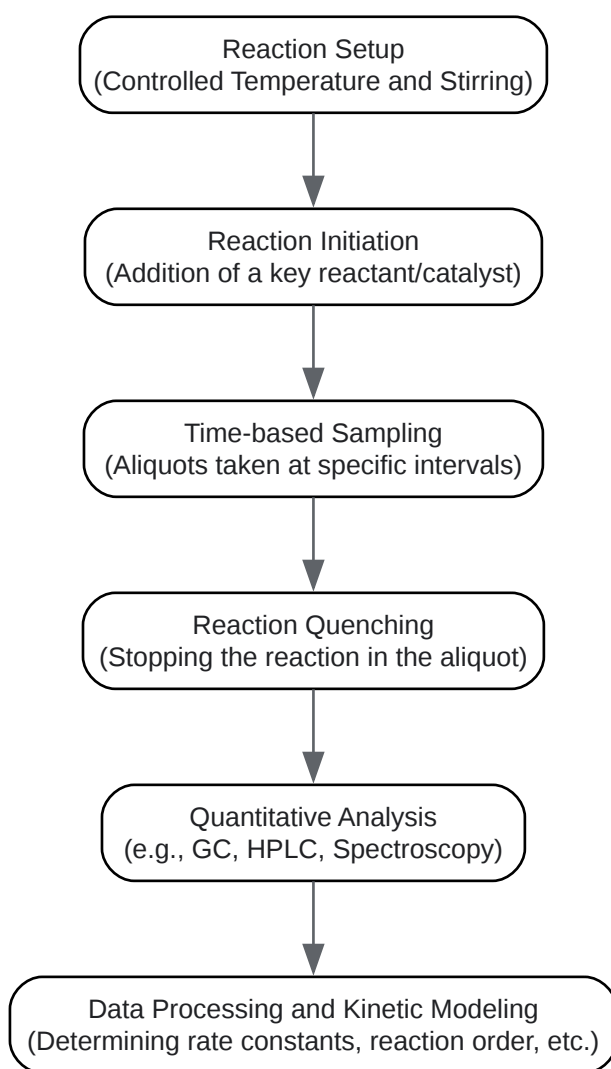 Reaction Setup
(Controlled Temperature and Stirring)
Reaction Initiation
(Addition of a key reactant/catalyst)
Time-based Sampling
(Aliquots taken at specific intervals)
Reaction Quenching
(Stopping the reaction in the aliquot)
Quantitative Analysis
(e.g., GC, HPLC, Spectroscopy)
Data Processing and Kinetic Modeling
(Determining rate constants, reaction order, etc.)